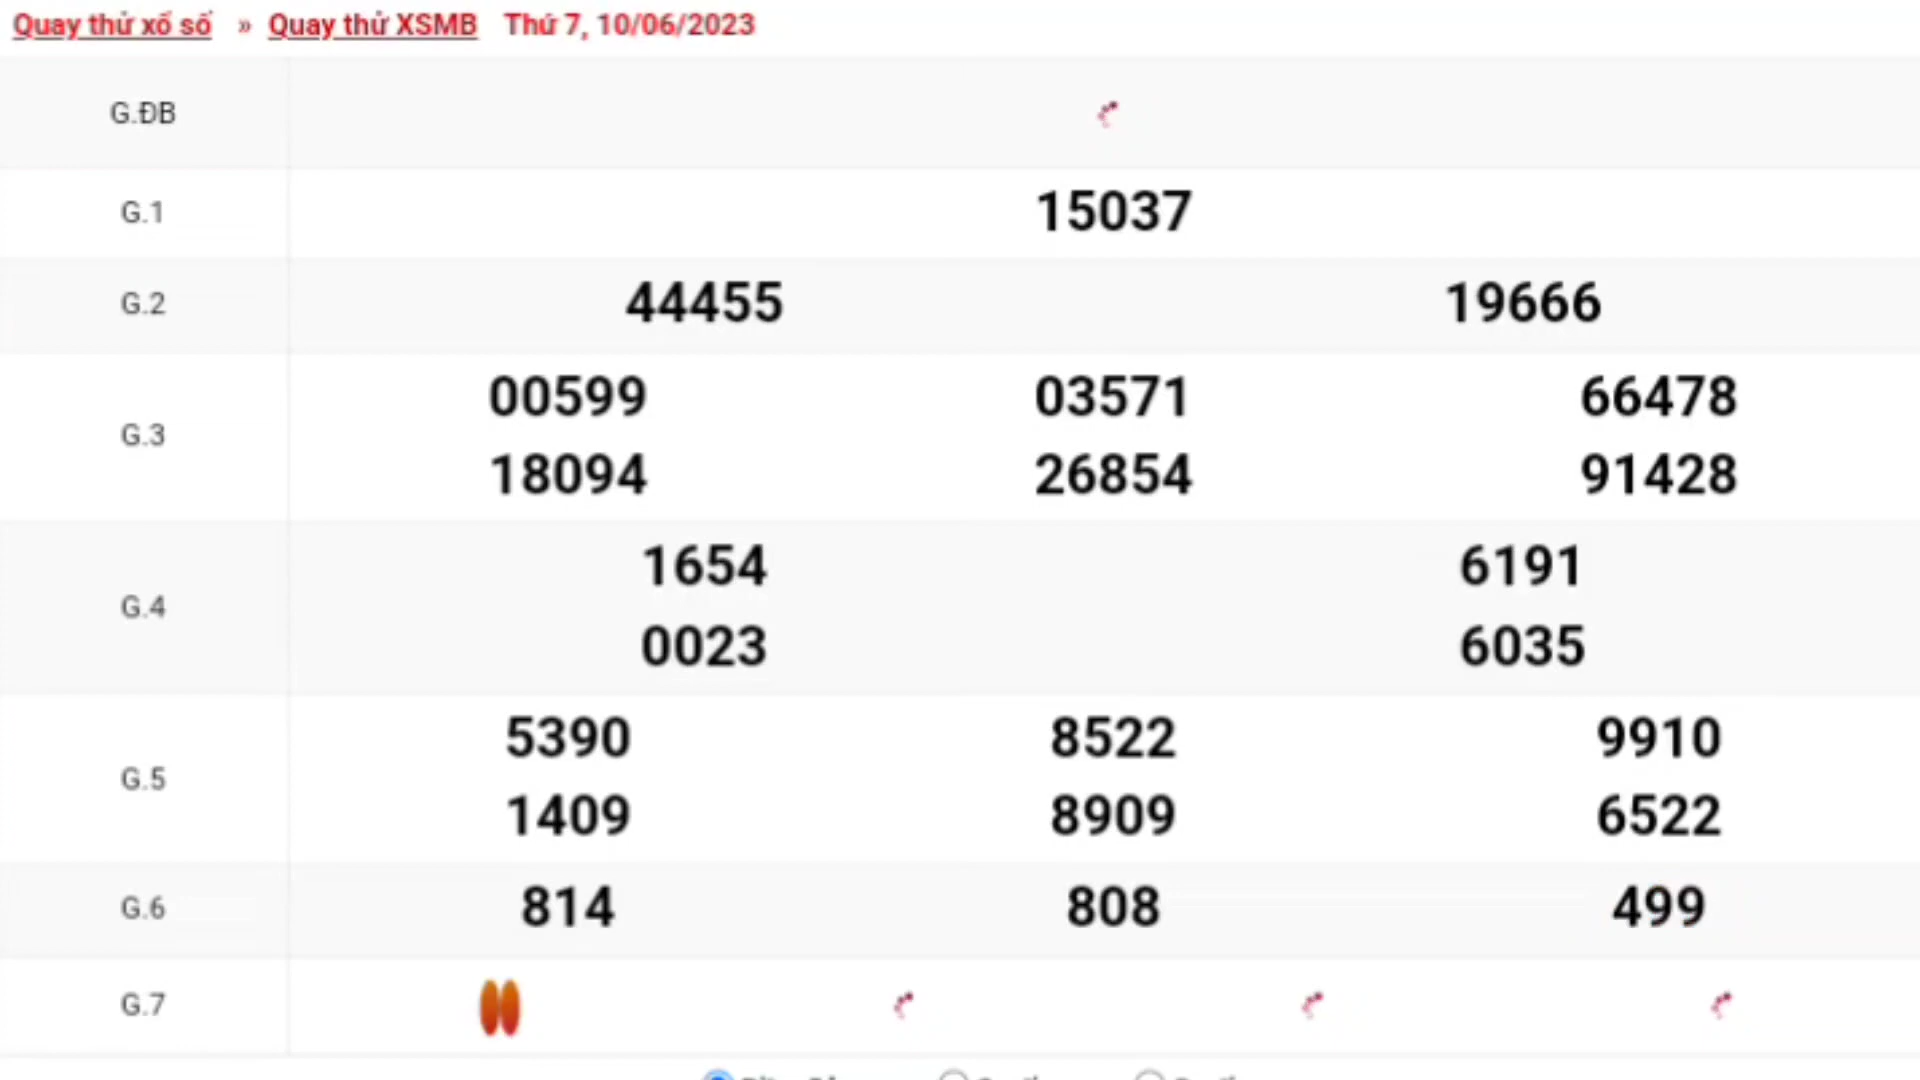 Quay thử xổ số » Quay thử XSMB Thứ 7, 10/06/2023
G.ĐB
G.1 15037
G.2 44455 19666
G.3
00599 03571 66478
18094 26854 91428
G.4
1654 6191
0023 6035
G.5
5390 8522 9910
1409 8909 6522
G.6 814 808 499
G.7